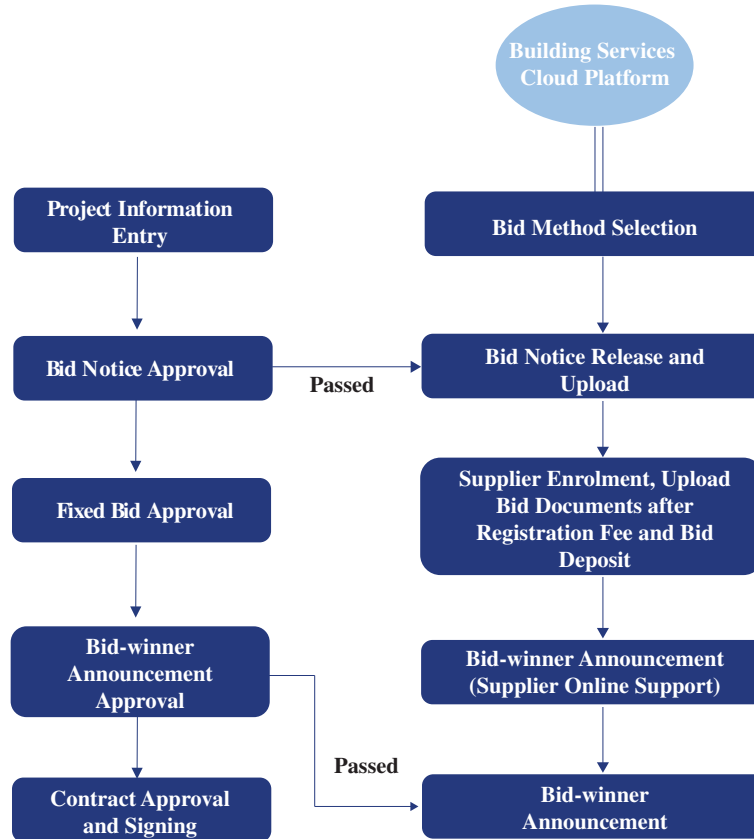 Building Services
Cloud Platform
Project Information
Entry
Bid Method Selection
Bid Notice Approval
Passed
Bid Notice Release and
Upload
Fixed Bid Approval
Supplier Enrolment, Upload
Bid Documents after
Registration Fee and Bid
Deposit
Bid-winner
Announcement
Approval
Bid-winner Announcement
(Supplier Online Support)
Passed
Contract Approval
and Signing
Bid-winner
Announcement